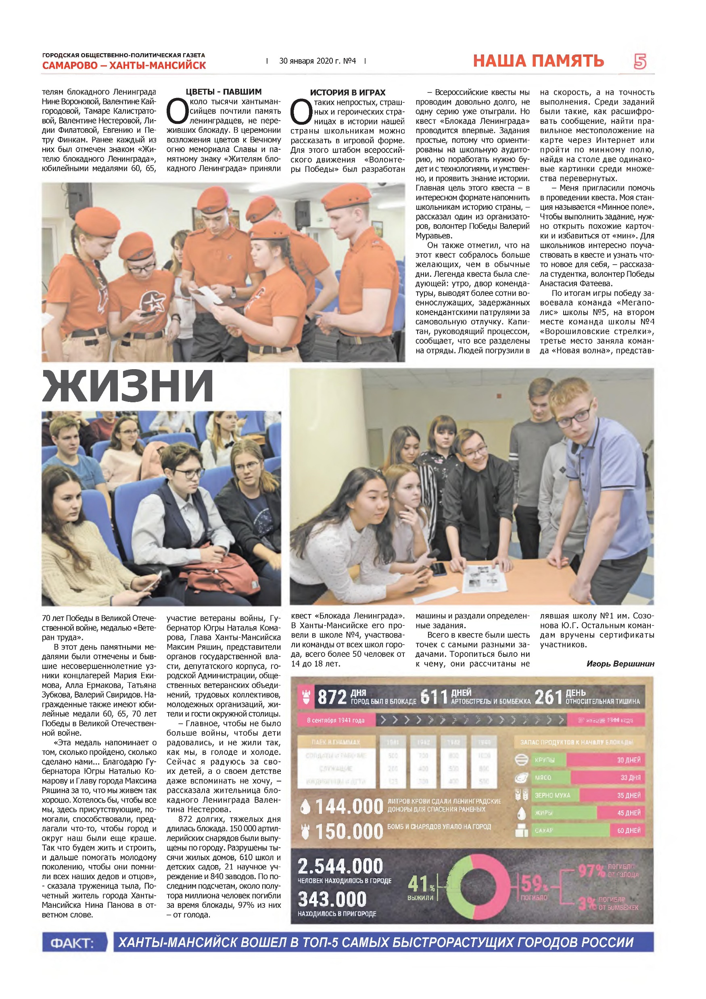 ГОРОДСКАЯ ОБЩЕСТВЕННО-ПОЛИТИЧЕСКАЯ ГАЗЕТА
САМАРОВО – ХАНТЫ-МАНСИЙСК
30 января 2020 г. №4
НАША ПАМЯТЬ
5
телям блокадного Ленинграда
Нине Вороновой, Валентине Кай-
городовой, Тамаре Калистрато-
вой, Валентине Нестеровой, Ли-
дии Филатовой, Евгению и Пе-
тру Финкам. Ранее каждый из
них был отмечен знаком «Жи-
телю блокадного Ленинграда»,
юбилейными медалями 60, 65,
70 лет Победы в Великой Отече-
ственной войне, медалью «Вете-
ран труда».
В этот день памятными ме-
далями были отмечены и быв-
шие несовершеннолетние уз-
ники концлагерей Мария Еки-
мова, Алла Ермакова, Татьяна
Зубкова, Валерий Свиридов. На-
гражденные также имеют юби-
лейные медали 60, 65, 70 лет
Победы в Великой Отечествен-
ной войне.
«Эта медаль напоминает о
том, сколько пройдено, сколько
сделано нами... Благодарю Гу-
бернатора Югры Наталью Ко-
марову и Главу города Максима
Ряшина за то, что мы живем так
хорошо. Хотелось бы, чтобы все
мы, здесь присутствующие, по-
могали, способствовали, пред-
лагали что-то, чтобы город и
округ наш были еще краше.
Так что будем жить и строить,
и дальше помогать молодому
поколению, чтобы они помни-
ли всех наших дедов и отцов»,
- сказала труженица тыла, По-
четный житель города Ханты-
Мансийска Нина Панова в от-
ветном слове.
ЦВЕТЫ - ПАВШИМ
Около тысячи хантыман-
сийцев почтили память
ленинградцев, не пере-
живших блокаду. В церемонии
возложения цветов к Вечному
огню мемориала Славы и па-
мятному знаку «Жителям бло-
кадного Ленинграда» приняли
участие ветераны войны, Гу-
бернатор Югры Наталья Кома-
рова, Глава Ханты-Мансийска
Максим Ряшин, представители
органов государственной вла-
сти, депутатского корпуса, го-
родской Администрации, обще-
ственных ветеранских объеди-
нений, трудовых коллективов,
молодежных организаций, жи-
тели и гости окружной столицы.
– Главное, чтобы не было
больше войны, чтобы дети
радовались, и не жили так,
как мы, в голоде и холоде.
Сейчас я радуюсь за сво-
их детей, а о своем детстве
даже вспоминать не хочу, –
рассказала жительница бло-
кадного Ленинграда Вален-
тина Нестерова.
872 долгих, тяжелых дня
длилась блокада. 150 000 артил-
лерийских снарядов были выпу-
щены по городу. Разрушены ты-
сячи жилых домов, 610 школ и
детских садов, 21 научное уч-
реждение и 840 заводов. По по-
следним подсчетам, около полу-
тора миллиона человек погибли
за время блокады, 97% из них
– от голода.
ИСТОРИЯ В ИГРАХ
О таких непростых, страш-
ных и героических стра-
ницах в истории нашей
страны школьникам можно
рассказать в игровой форме.
Для этого штабом всероссий-
ского движения «Волонте-
ры Победы» был разработан
квест «Блокада Ленинграда».
В Ханты-Мансийске его про-
вели в школе №4, участвова-
ли команды от всех школ горо-
да, всего более 50 человек от
14 до 18 лет.
– Всероссийские квесты мы
проводим довольно долго, не
одну серию уже отыграли. Но
квест «Блокада Ленинграда»
проводится впервые. Задания
простые, потому что ориенти-
рованы на школьную аудито-
рию, но поработать нужно бу-
дет и с технологиями, и умствен-
но, и проявить знание истории.
Главная цель этого квеста – в
интересном формате напомнить
школьникам историю страны, –
рассказал один из организато-
ров, волонтер Победы Валерий
Муравьев.
Он также отметил, что на
этот квест собралось больше
желающих, чем в обычные
дни. Легенда квеста была сле-
дующей: утро, двор коменда-
туры, выводят более сотни во-
еннослужащих, задержанных
комендантскими патрулями за
самовольную отлучку. Капи-
тан, руководящий процессом,
сообщает, что все разделены
на отряды. Людей погрузили в
машины и раздали определен-
ные задания.
Всего в квесте были шесть
точек с самыми разными за-
дачами. Торопиться было ни
к чему, они рассчитаны не
на скорость, а на точность
выполнения. Среди заданий
были такие, как расшифро-
вать сообщение, найти пра-
вильное местоположение на
карте через Интернет или
пройти по минному полю,
найдя на столе две одинако-
вые картинки среди множе-
ства перевернутых.
– Меня пригласили помочь
в проведении квеста. Моя стан-
ция называется «Минное поле».
Чтобы выполнить задание, нуж-
но открыть похожие карточ-
ки и избавиться от «мин». Для
школьников интересно поуча-
ствовать в квесте и узнать что-
то новое для себя, – рассказа-
ла студентка, волонтер Победы
Анастасия Фатеева.
По итогам игры победу за-
воевала команда «Мегапо-
лис» школы №5, на втором
месте команда школы №4
«Ворошиловские стрелки»,
третье место заняла коман-
да «Новая волна», представ-
лявшая школу №1 им. Созо-
нова Ю.Г. Остальным коман-
дам вручены сертификаты
участников.
Игорь Вершинин
ЖИЗНИ
872 ДНЯ ГОРОД БЫЛ В БЛОКАДЕ
611 ДНЕЙ АРТОБСТРЕЛЫ И БОМБЁЖКА
261 ДЕНЬ ОТНОСИТЕЛЬНАЯ ТИШИНА
8 сентября 1941 года
ПАЕК В ГРАММАХ 1941 1942
СОЛДАТЫ И РАБОЧИЕ 500 700 800
СЛУЖАЩИЕ 400 500
ЗАПАС ПРОДУКТОВ К НАЧАЛУ БЛОКАДЫ
КРУПЫ 30 ДНЕЙ
МЯСО 33 ДНЯ
ЗЕРНО МУКА 35 ДНЕЙ
ЖИРЫ 45 ДНЕЙ
САХАР 60 ДНЕЙ
144.000 ЛИТРОВ КРОВИ СДАЛИ ЛЕНИНГРАДСКИЕ
ДОНОРЫ ДЛЯ СПАСЕНИЯ РАНЕНЫХ
150.000 БОМБ И СНАРЯДОВ УПАЛО НА ГОРОД
2.544.000
ЧЕЛОВЕК НАХОДИЛОСЬ В ГОРОДЕ
343.000
НАХОДИЛОСЬ В ПРИГОРОДЕ
41%
ВЫЖИЛИ
59%
ПОГИБЛО
97% ПОГИБЛО
ОТ ГОЛОДА
3% ПОГИБЛО
ОТ БОМБЁЖЕК
ФАКТ:
ХАНТЫ-МАНСИЙСК ВОШЕЛ В ТОП-5 САМЫХ БЫСТРОРАСТУЩИХ ГОРОДОВ РОССИИ